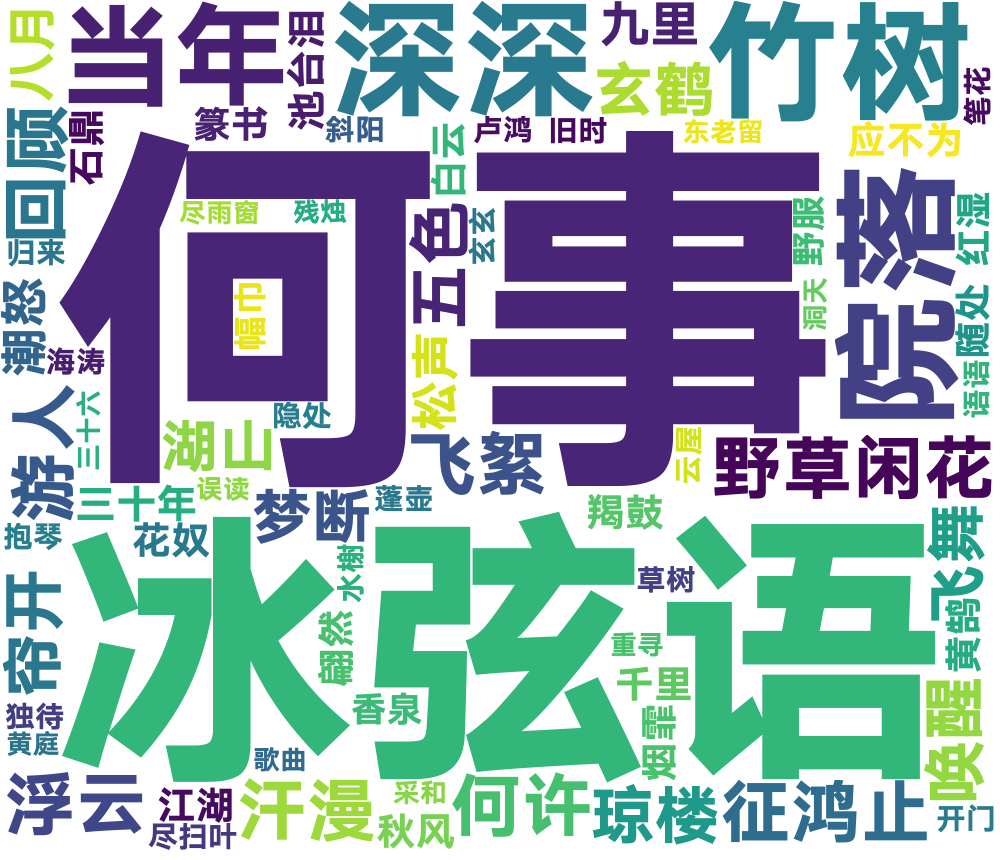 八月
当年
深深
竹树
九里
玄鹤
笔花
池台泪
回顾
石鼎
篆书
斜阳
白云
卢鸿
旧时
东老留
应不为
何事
尽雨窗
残烛
五色
玄玄
野服
院落
红湿
归来
幅巾
洞天
潮怒
海涛
松声
随处
语语
游人
三十六
隐处
湖山
飞絮
云屋
野草闲花
三十年
误读
梦断
蓬壶
羯鼓
抱琴
花奴
冰弦语
水榭
草树
飞舞
帘开
翩然
重寻
黄鹄
千里
独待
香泉
烟霏
唤醒
黄庭
歌曲
浮云
江湖
汗漫
采和
何许
琼楼
征鸿止
尽扫叶
秋风
开门